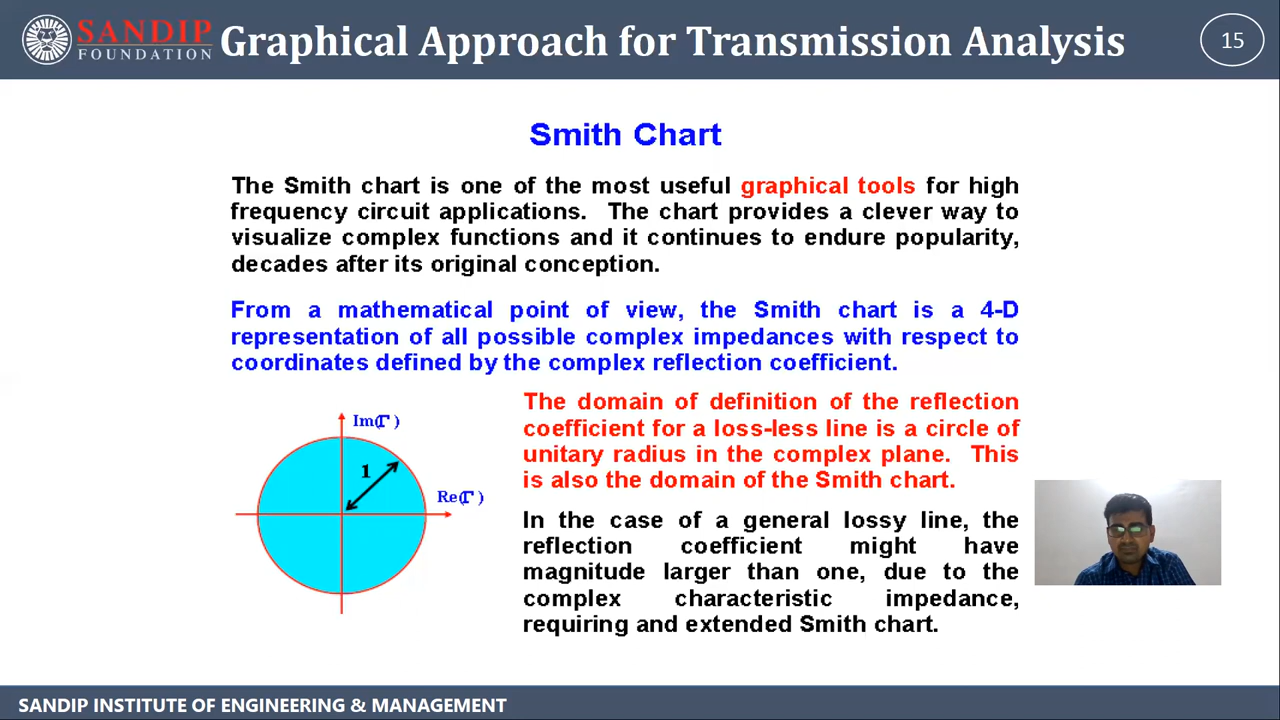 SANDIP
FOUNDATION
Graphical Approach for Transmission Analysis
15
Smith Chart
The Smith chart is one of the most useful graphical tools for high
frequency circuit applications. The chart provides a clever way to
visualize complex functions and it continues to endure popularity,
decades after its original conception.
From a mathematical point of view, the Smith chart is a 4-D
representation of all possible complex impedances with respect to
coordinates defined by the complex reflection coefficient.
Im(Γ )
1
Re(Γ )
The domain of definition of the reflection
coefficient for a loss-less line is a circle of
unitary radius in the complex plane. This
is also the domain of the Smith chart.
In the case of a general lossy line, the
reflection coefficient might have
magnitude larger than one, due to the
complex characteristic impedance,
requiring and extended Smith chart.
SANDIP INSTITUTE OF ENGINEERING & MANAGEMENT